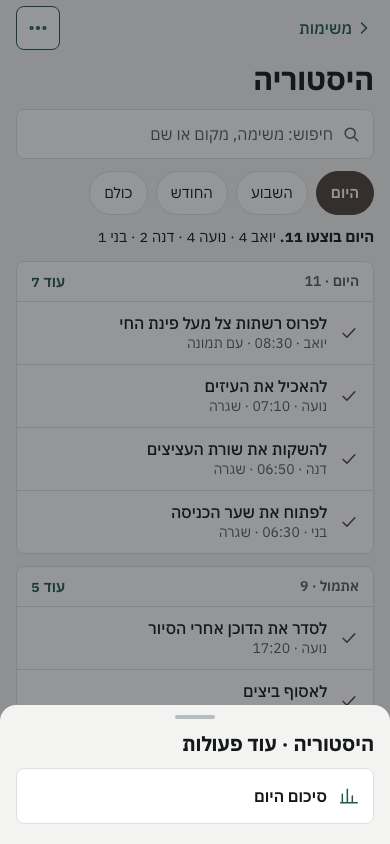 משימות
היסטוריה
חיפוש: משימה, מקום או שם
היום השבוע החודש כולם
היום בוצעו 11. יואב 4 · נועה 4 · דנה 2 · בני 1
היום · 11 עוד 7
לפרוס רשתות צל מעל פינת החי
יואב · 08:30 · עם תמונה
להאכיל את העיזים
נועה · 07:10 · שגרה
להשקות את שורת העציצים
דנה · 06:50 · שגרה
לפתוח את שער הכניסה
בני · 06:30 · שגרה
אתמול · 9 עוד 5
לסדר את הדוכן אחרי הסיור
נועה · 17:20
לאסוף ביצים
היסטוריה · עוד פעולות
סיכום היום